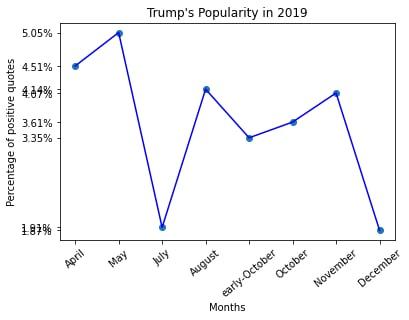 Trump's Popularity in 2019
Percentage of positive quotes
5.05%
4.51%
4.14%
4.07%
3.61%
3.35%
1.91%
1.87%
April
May
July
August
early-October
October
November
December
Months